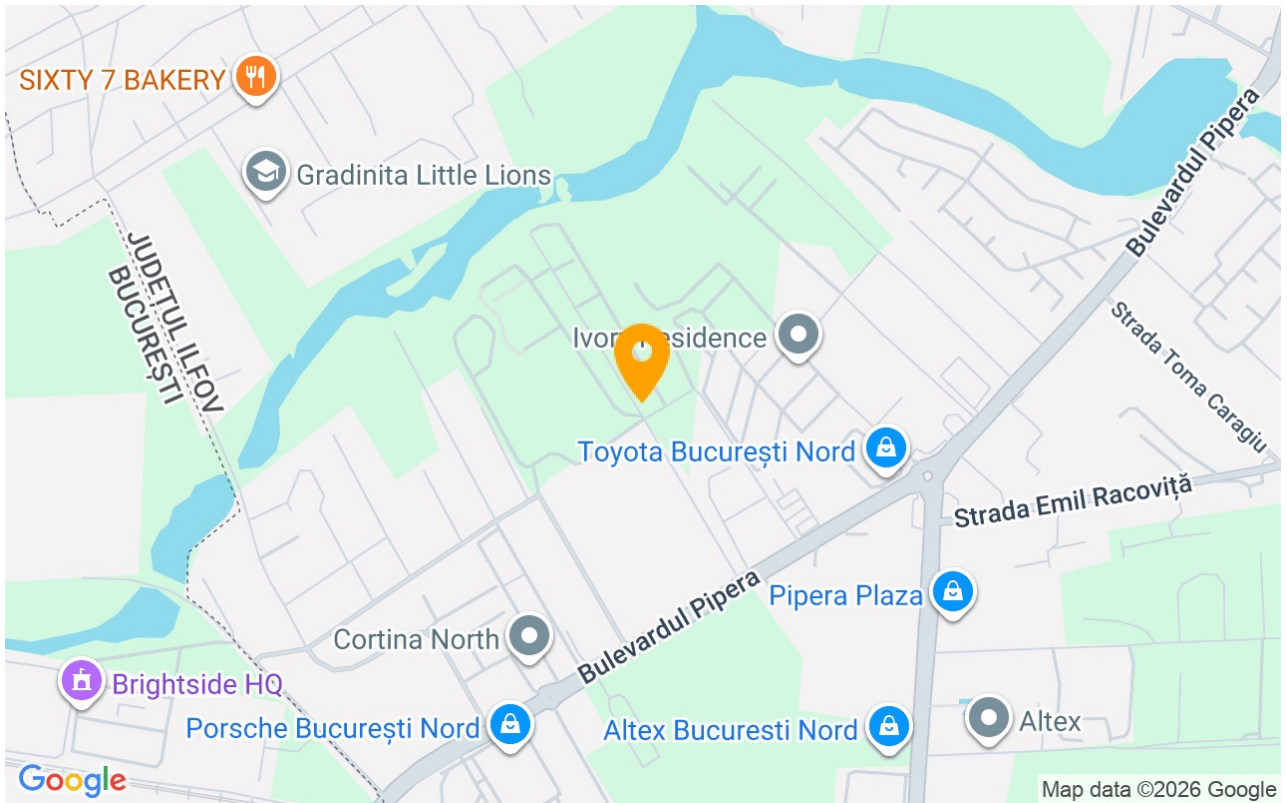 SIXTY 7 BAKERY
Gradinita Little Lions
JUDEȚUL ILFOV
BUCUREȘTI
Bulevardul Pipera
Strada Toma Caragiu
Residence
Toyota București Nord
Strada Emil Racoviță
Pipera Plaza
Bulevardul Pipera
Cortina North
Brightside HQ
Porsche București Nord
Altex Bucuresti Nord
Altex
Google
Map data ©2026 Google